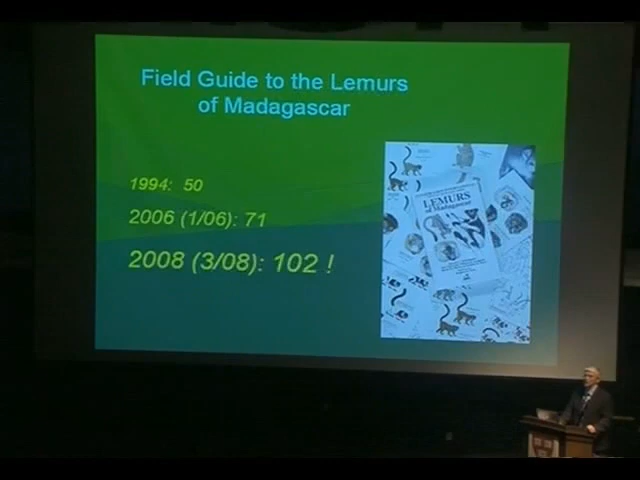 Field Guide to the Lemurs
of Madagascar
1994: 50
2006 (1/06): 71
2008 (3/08): 102 !
LEMURS
of Madagascar